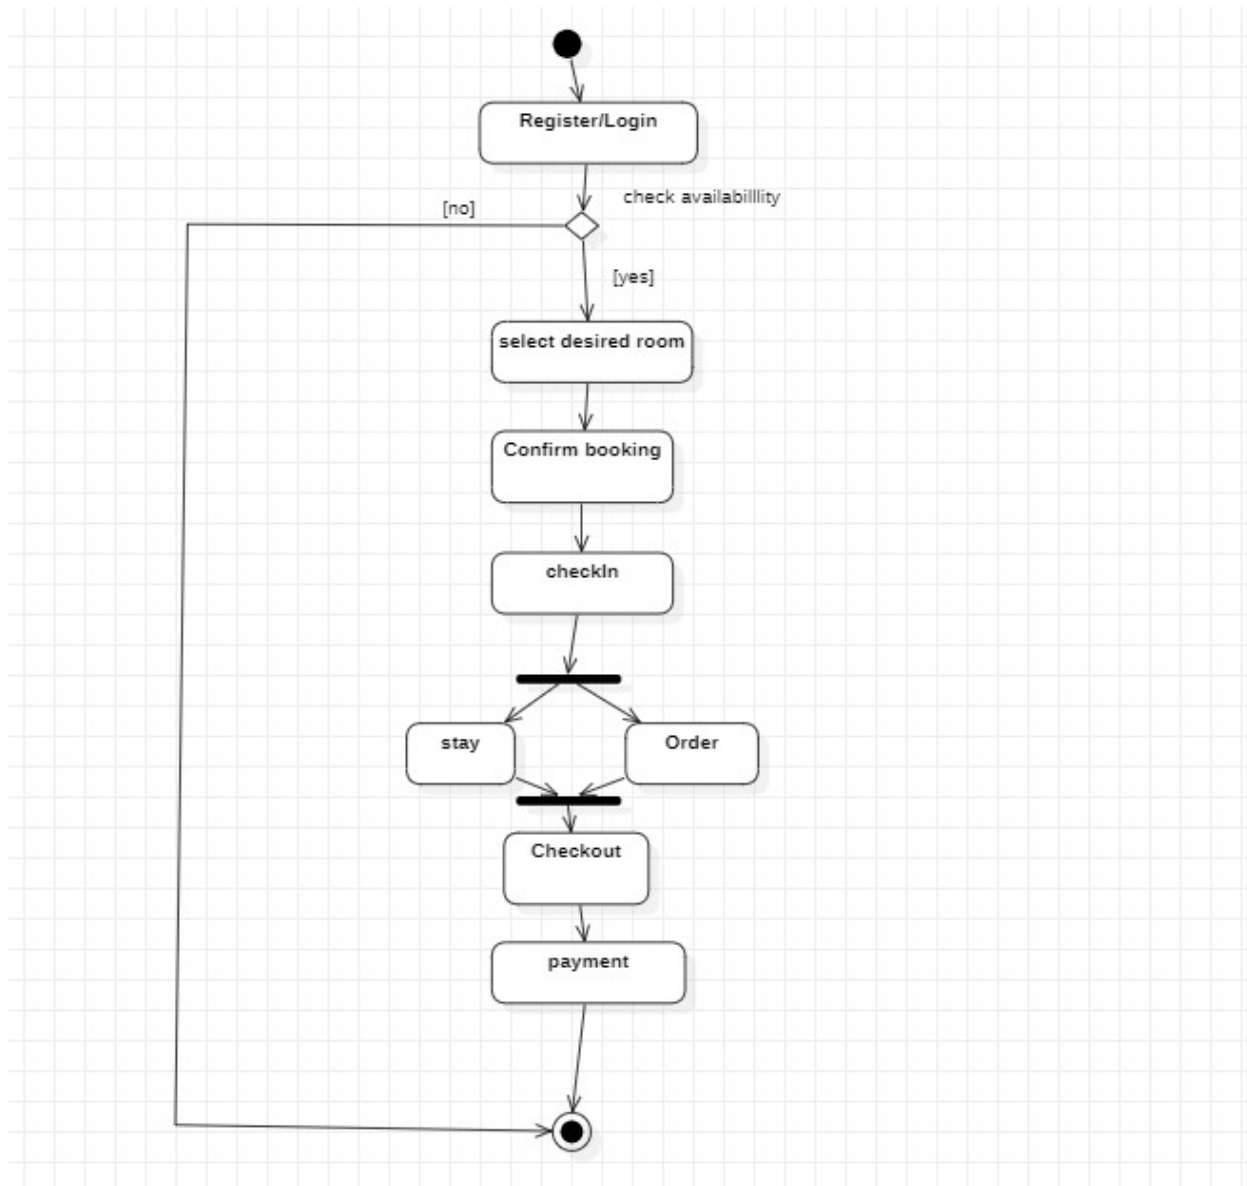 Register/Login
check availabilllity
[no]
[yes]
select desired room
Confirm booking
checkIn
stay
Order
Checkout
payment